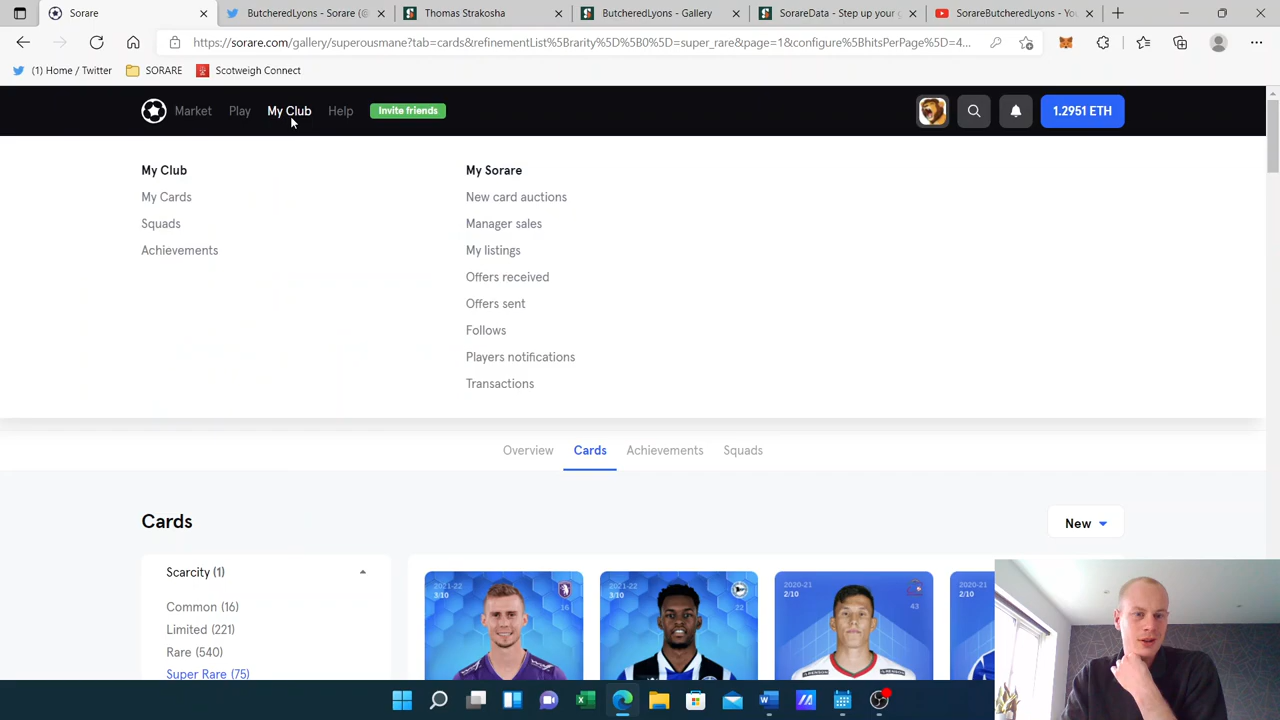 Sorare
ButcheredLyons - Sorare (@
Thomas Strakosha
ButcheredLyons - Gallery
SorareData - Step up your g
SorareButcheredLyons - Yo
https://sorare.com/gallery/superousmane?tab=cards&refinementList%5Brarity%5D%5B0%5D=super_rare&page=1&configure%5BhitsPerPage%5D=4...
(1) Home / Twitter
SORARE
Scotweigh Connect
Market
Play
My Club
Help
Invite friends
1.2951 ETH
My Club
My Cards
Squads
Achievements
My Sorare
New card auctions
Manager sales
My listings
Offers received
Offers sent
Follows
Players notifications
Transactions
Overview
Cards
Achievements
Squads
Cards
New
Scarcity (1)
Common (16)
Limited (221)
Rare (540)
Super Rare (75)
2021-22
3/10
16
2021-22
3/10
22
2020-21
2/10
43
2020-21
2/10